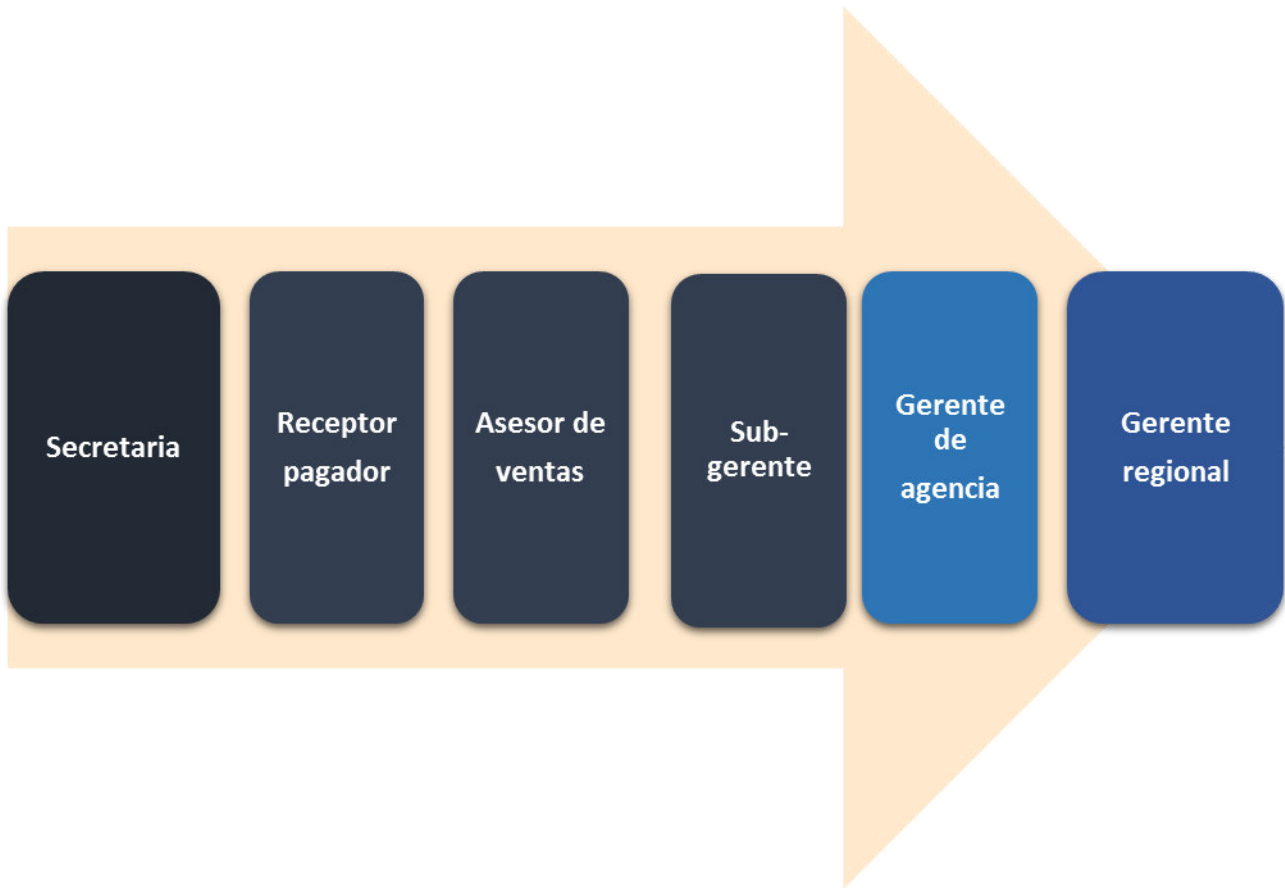 Secretaria
Receptor
pagador
Asesor de
ventas
Sub-
gerente
Gerente
de
agencia
Gerente
regional